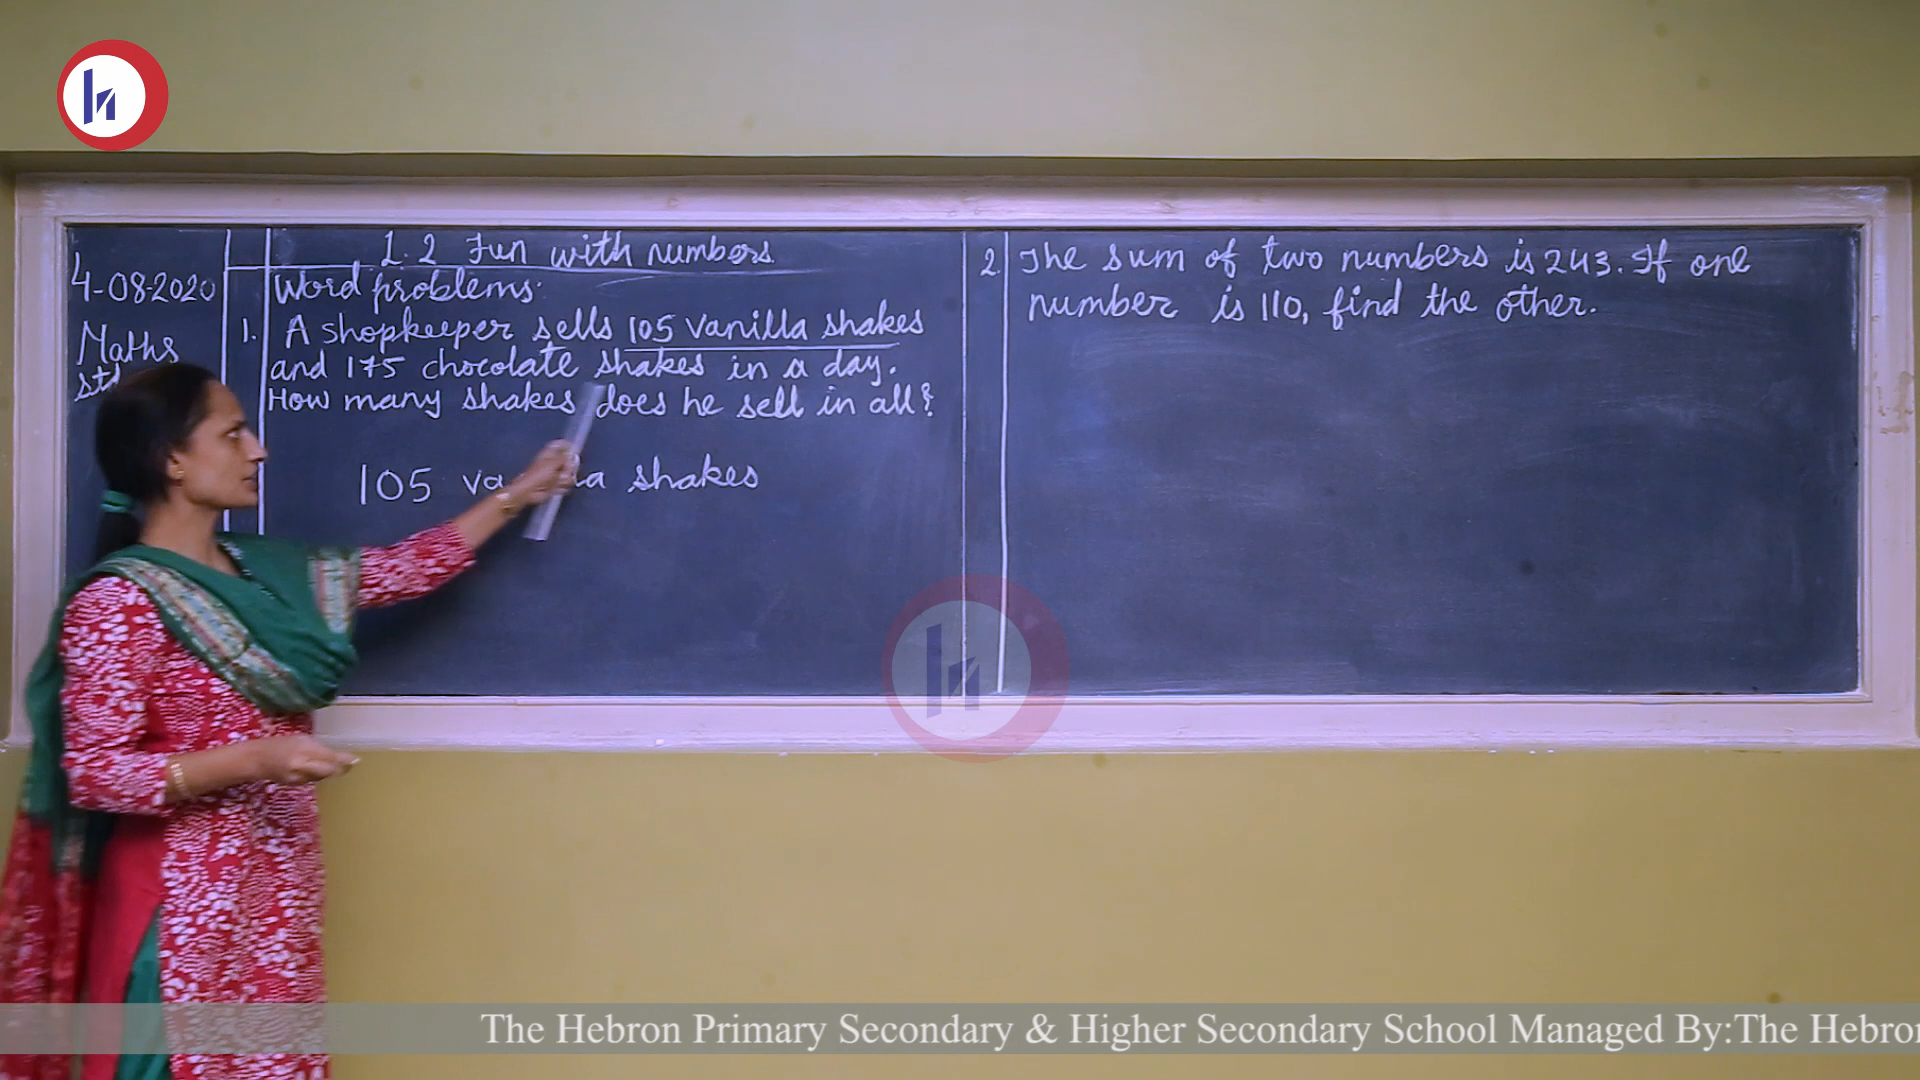 4-08-2020
Maths
1.2 Fun with numbers
Word problems:
1. A shopkeeper sells 105 vanilla shakes
and 175 chocolate shakes in a day.
How many shakes does he sell in all?
105 shakes
2. The sum of two numbers is 243. If one
number is 110, find the other.
The Hebron Primary Secondary & Higher Secondary School Managed By:The Hebron